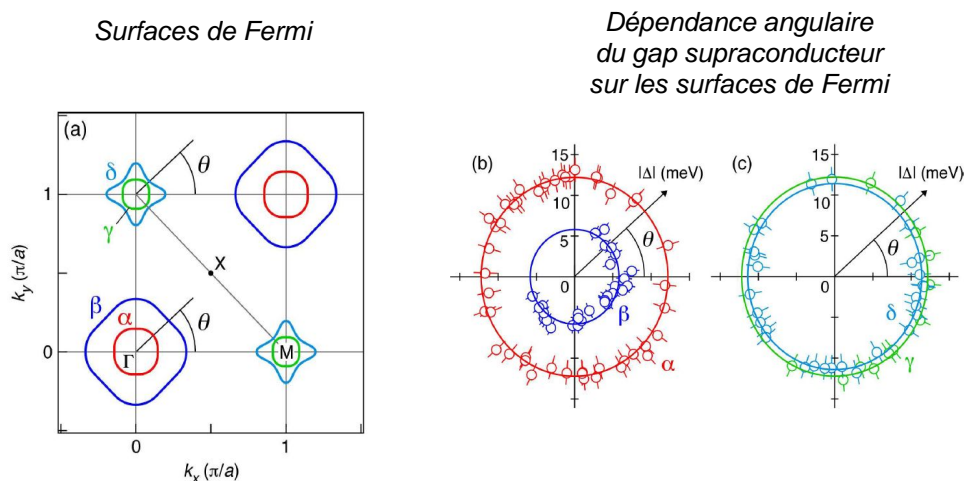 Surfaces de Fermi
Dépendance angulaire
du gap supraconducteur
sur les surfaces de Fermi
(a)
δ
θ
γ
X
β
α
θ
Γ
M
1
0
0
1
k_y (π/a)
k_x (π/a)
(b)
15
10
5
0
|Δ| (meV)
θ
β
α
(c)
15
10
5
0
|Δ| (meV)
θ
δ
γ